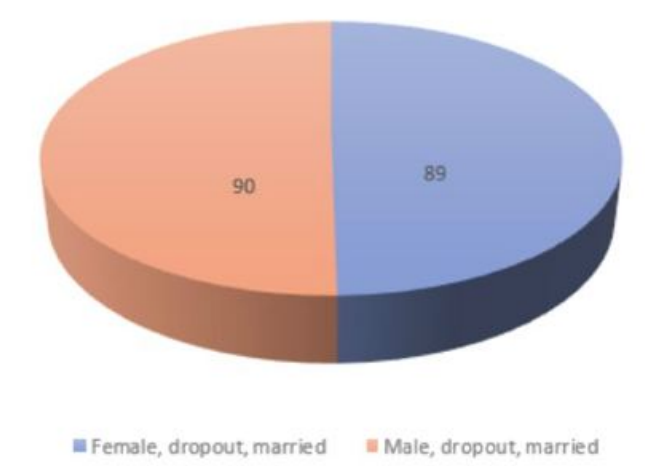 90
89
Female, dropout, married
Male, dropout, married